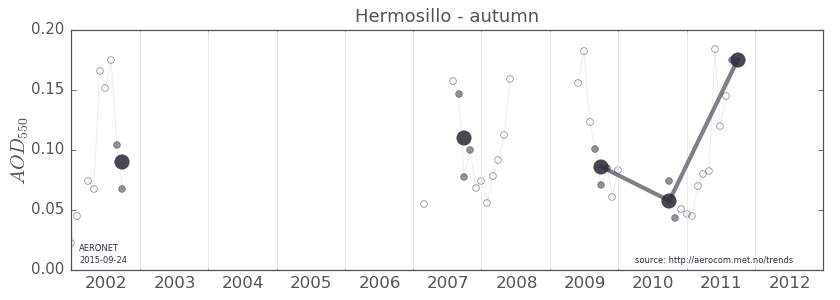 Hermosillo - autumn
0.20
0.15
0.10
0.05
0.00
AOD550
AERONET
2015-09-24
source: http://aerocom.met.no/trends
2002 2003 2004 2005 2006 2007 2008 2009 2010 2011 2012